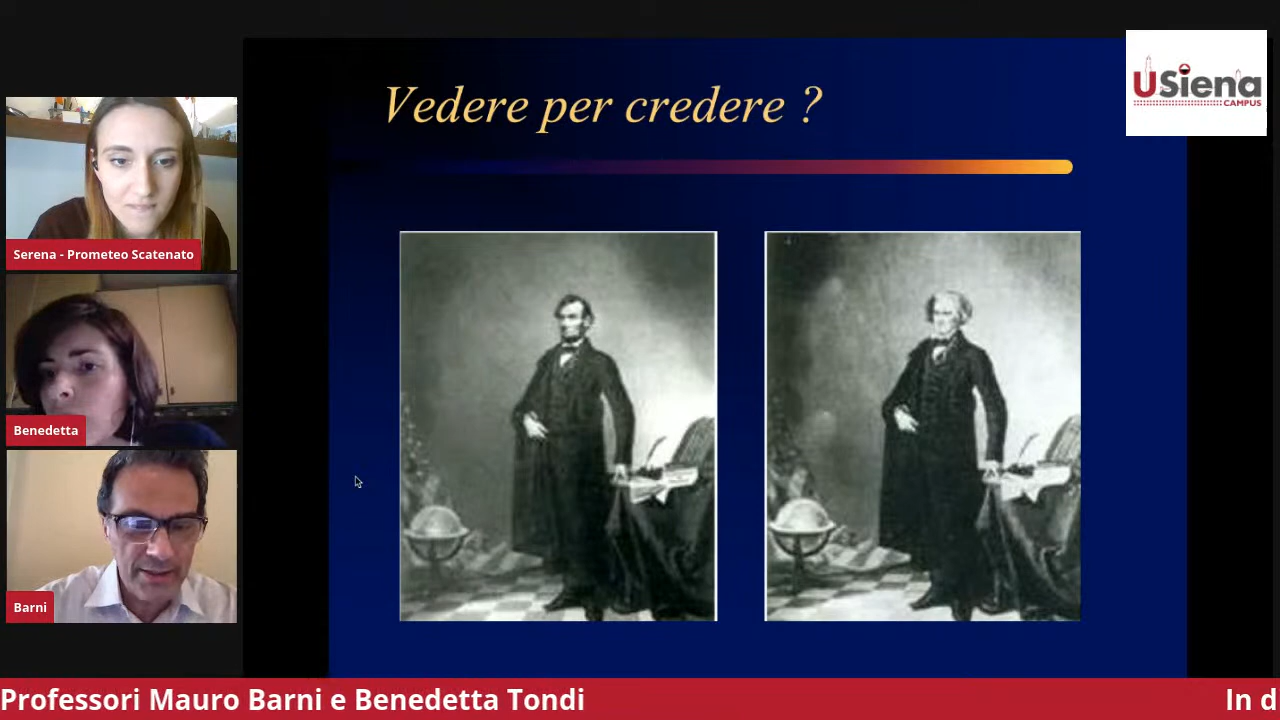 Vedere per credere ?
USiena
CAMPUS
Serena - Prometeo Scatenato
Benedetta
Barni
Professori Mauro Barni e Benedetta Tondi
In d